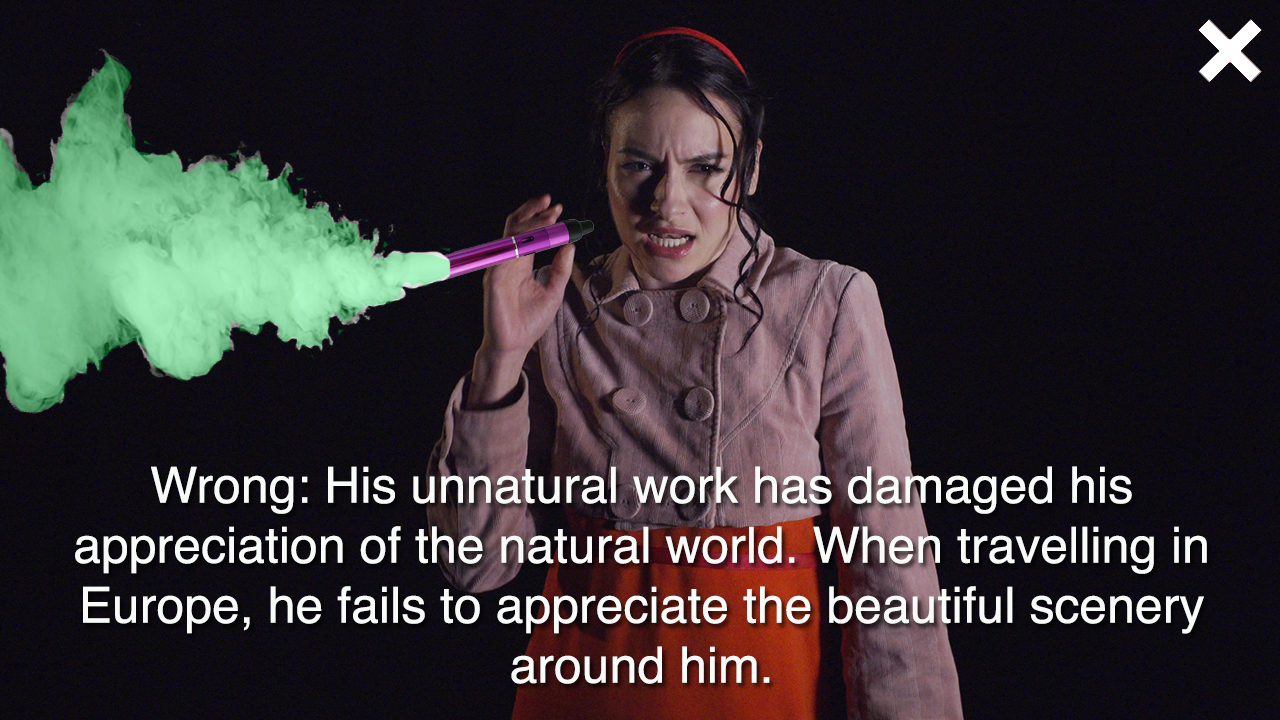 Wrong: His unnatural work has damaged his
appreciation of the natural world. When travelling in
Europe, he fails to appreciate the beautiful scenery
around him.